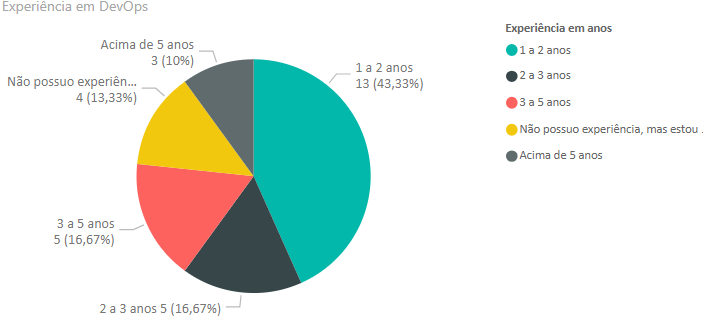 Experiência em DevOps
Acima de 5 anos
3 (10%)
Não possuo experiên...
4 (13,33%)
1 a 2 anos
13 (43,33%)
3 a 5 anos
5 (16,67%)
2 a 3 anos 5 (16,67%)
Experiência em anos
1 a 2 anos
2 a 3 anos
3 a 5 anos
Não possuo experiência, mas estou .
Acima de 5 anos